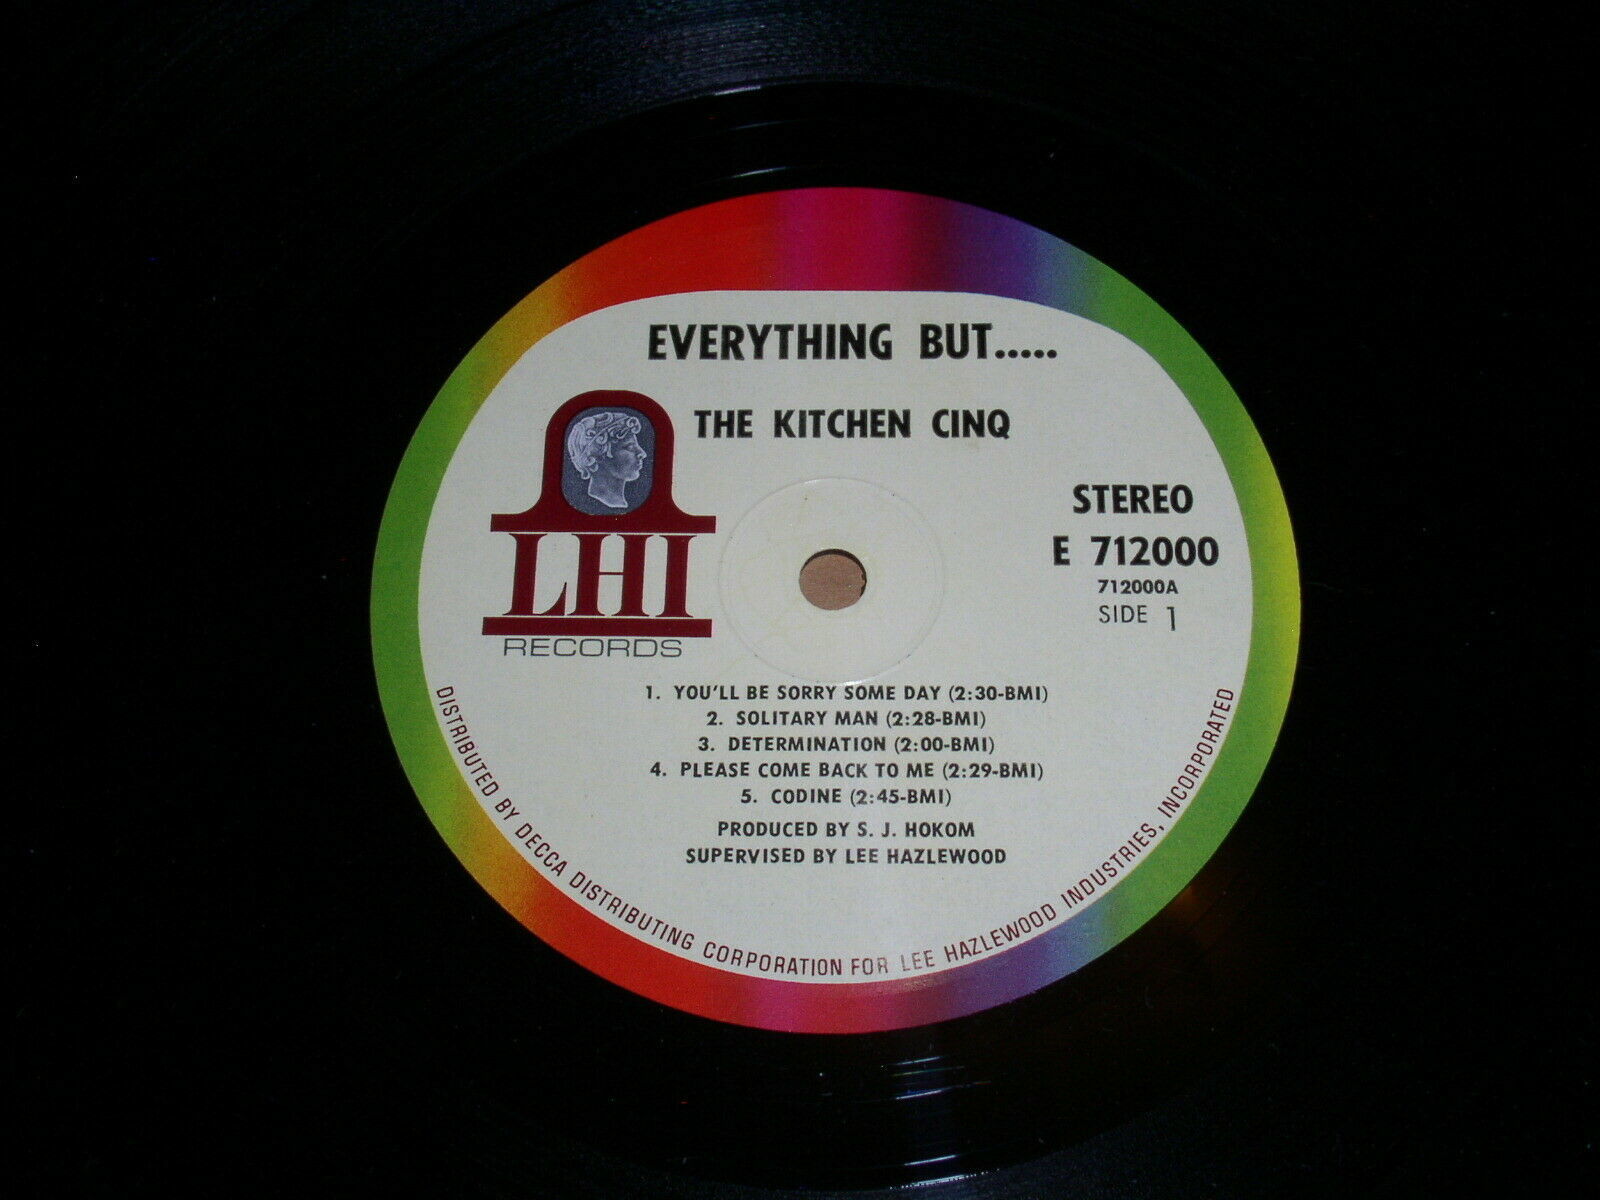 EVERYTHING BUT.....
THE KITCHEN CINQ
LHI
RECORDS
STEREO
E 712000
712000A
SIDE 1
1. YOU'LL BE SORRY SOME DAY (2:30-BMI)
2. SOLITARY MAN (2:28-BMI)
3. DETERMINATION (2:00-BMI)
4. PLEASE COME BACK TO ME (2:29-BMI)
5. CODINE (2:45-BMI)
PRODUCED BY S. J. HOKOM
SUPERVISED BY LEE HAZLEWOOD
DISTRIBUTED BY DECCA DISTRIBUTING CORPORATION FOR LEE HAZLEWOOD INDUSTRIES, INCORPORATED